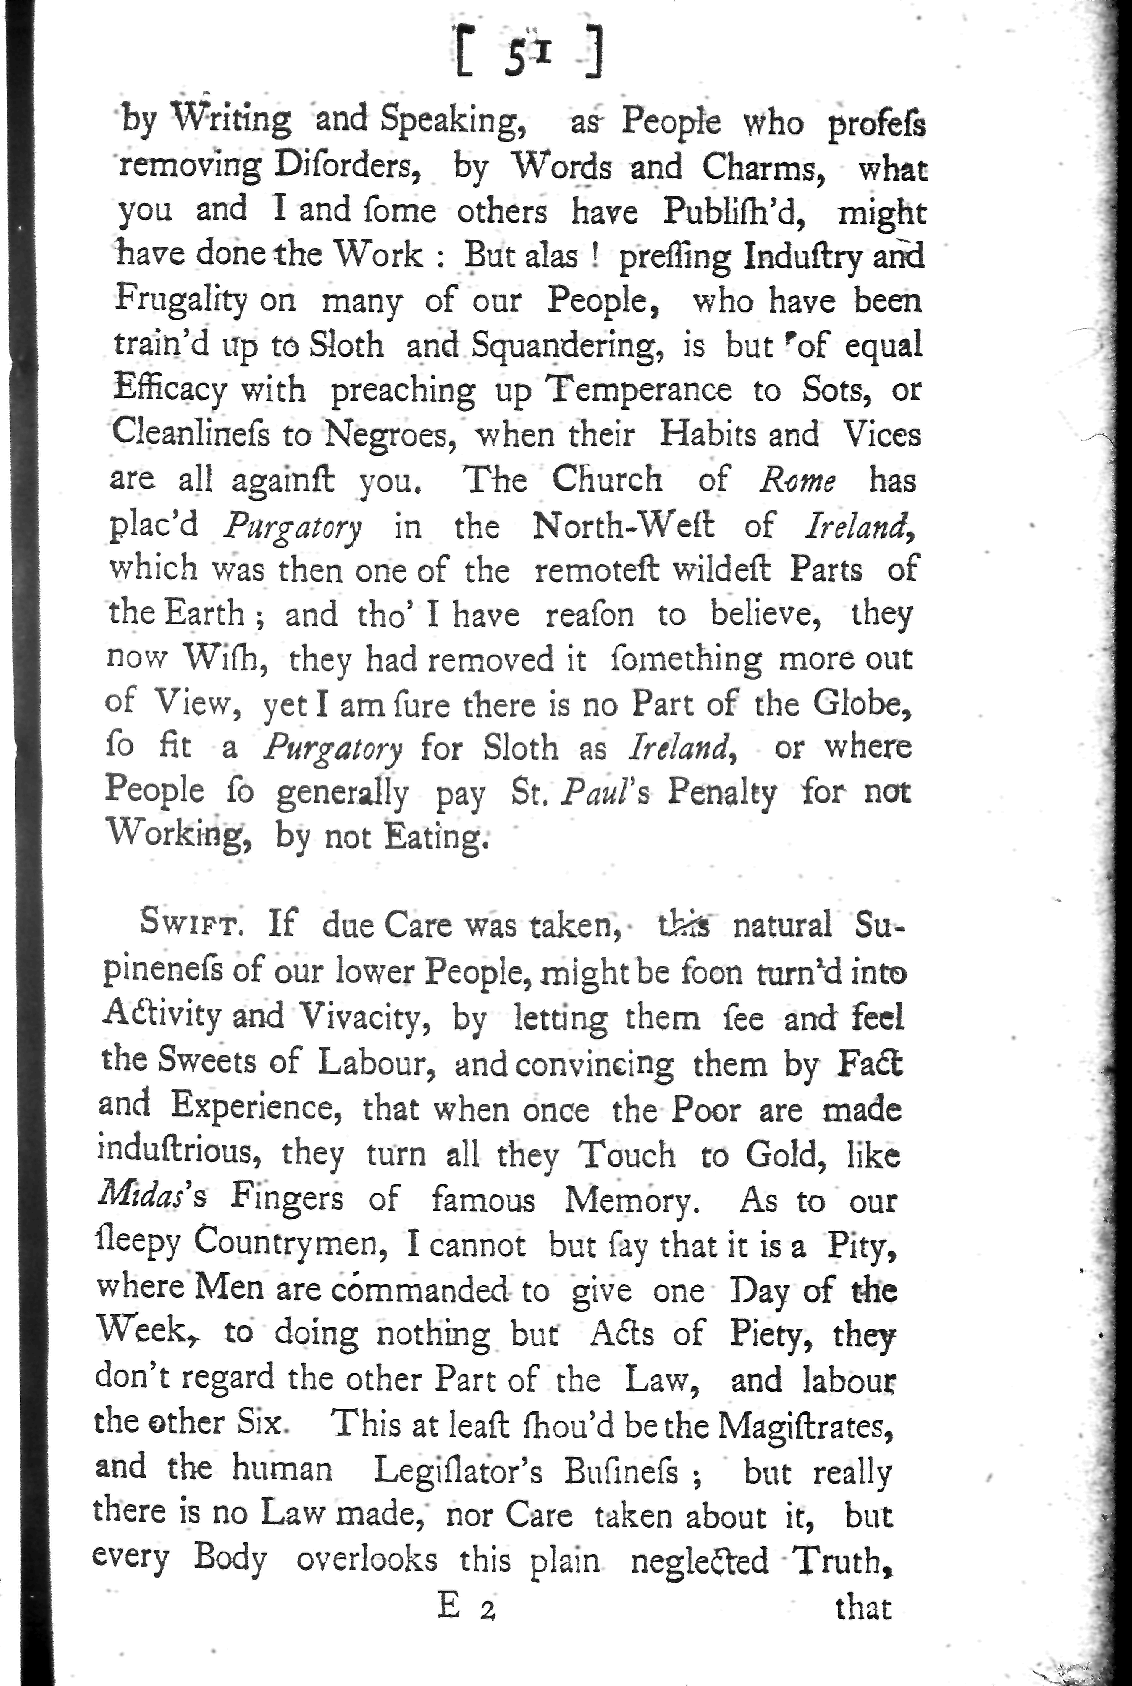 [ 51 ]
by Writing and Speaking, as People who profeſs
removing Diſorders, by Words and Charms, what
you and I and ſome others have Publiſh'd, might
have done the Work : But alas ! preſſing Induſtry and
Frugality on many of our People, who have been
train'd up to Sloth and Squandering, is but of equal
Efficacy with preaching up Temperance to Sots, or
Cleanlineſs to Negroes, when their Habits and Vices
are all againſt you. The Church of Rome has
plac'd Purgatory in the North-Weſt of Ireland,
which was then one of the remoteſt wildeſt Parts of
the Earth ; and tho' I have reaſon to believe, they
now Wiſh, they had removed it ſomething more out
of View, yet I am ſure there is no Part of the Globe,
ſo fit a Purgatory for Sloth as Ireland, or where
People ſo generally pay St. Paul's Penalty for not
Working, by not Eating.
SWIFT. If due Care was taken, this natural Su-
pineneſs of our lower People, might be ſoon turn'd into
Activity and Vivacity, by letting them ſee and feel
the Sweets of Labour, and convincing them by Fact
and Experience, that when once the Poor are made
induſtrious, they turn all they Touch to Gold, like
Midas's Fingers of famous Memory. As to our
ſleepy Countrymen, I cannot but ſay that it is a Pity,
where Men are commanded to give one Day of the
Week, to doing nothing but Acts of Piety, they
don't regard the other Part of the Law, and labour
the other Six. This at leaſt ſhou'd be the Magiſtrates,
and the human Legiſlator's Buſineſs ; but really
there is no Law made, nor Care taken about it, but
every Body overlooks this plain neglected Truth,
E 2 that